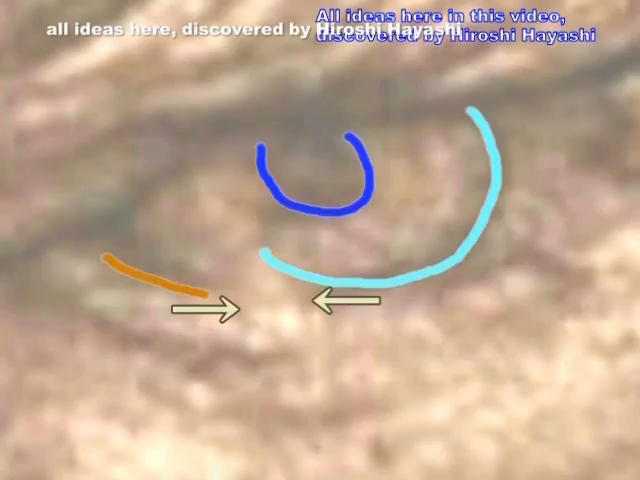 All ideas here in this video,
discovered by Hiroshi Hayashi
all ideas here, discovered by Hiroshi Hayashi